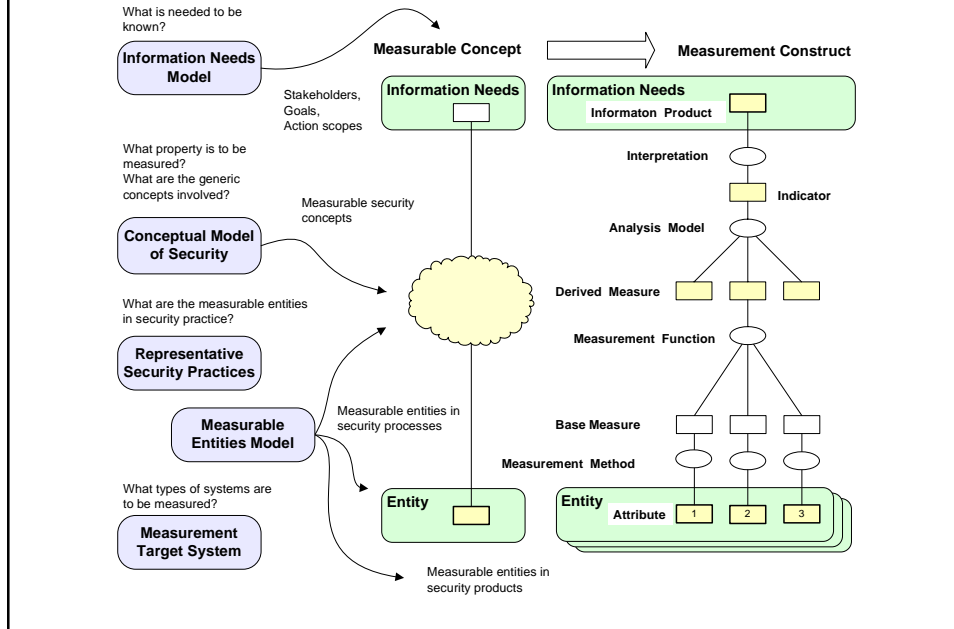 What is needed to be
known?
Information Needs
Model
Measurable Concept
Measurement Construct
Stakeholders,
Goals,
Action scopes
Information Needs
Information Needs
Informaton Product
Interpretation
Indicator
Analysis Model
What property is to be
measured?
What are the generic
concepts involved?
Measurable security
concepts
Conceptual Model
of Security
Derived Measure
What are the measurable entities
in security practice?
Measurement Function
Representative
Security Practices
Measurable
Entities Model
Measurable entities in
security processes
Base Measure
Measurement Method
What types of systems are
to be measured?
Measurement
Target System
Entity
Entity
Attribute
1
2
3
Measurable entities in
security products